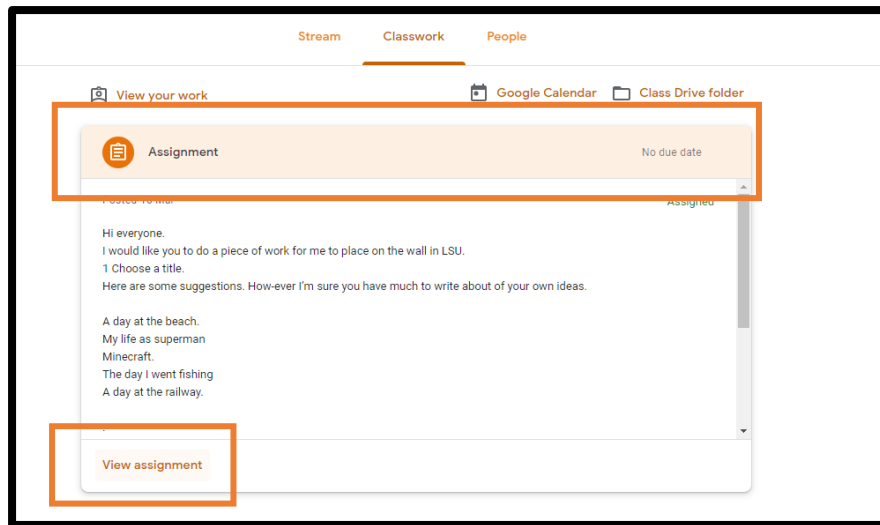 Stream Classwork People
View your work Google Calendar Class Drive folder
Assignment No due date
Assigned
Hi everyone.
I would like you to do a piece of work for me to place on the wall in LSU.
1 Choose a title.
Here are some suggestions. How-ever I'm sure you have much to write about of your own ideas.
A day at the beach.
My life as superman
Minecraft.
The day I went fishing
A day at the railway.
View assignment